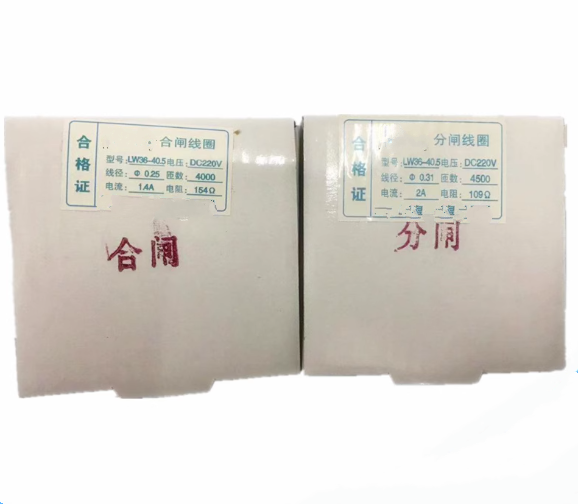 合格证
合闸线圈
型号: LW36-40.5 电压: DC220V
线径: Φ 0.25 匝数: 4000
电流: 1.4A 电阻: 154Ω
合闸
合格证
分闸线圈
型号: LW36-40.5 电压: DC220V
线径: Φ 0.31 匝数: 4500
电流: 2A 电阻: 109Ω
分闸